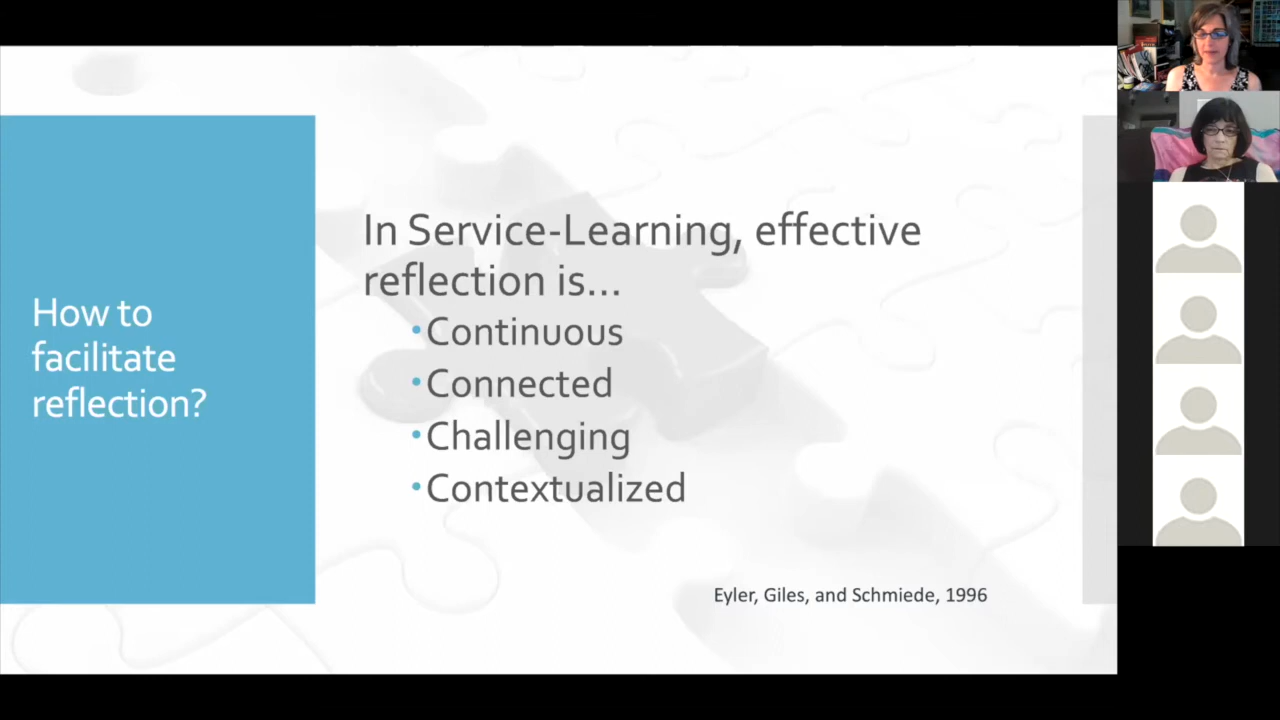 How to
facilitate
reflection?
In Service-Learning, effective
reflection is...
•Continuous
•Connected
•Challenging
•Contextualized
Eyler, Giles, and Schmiede, 1996